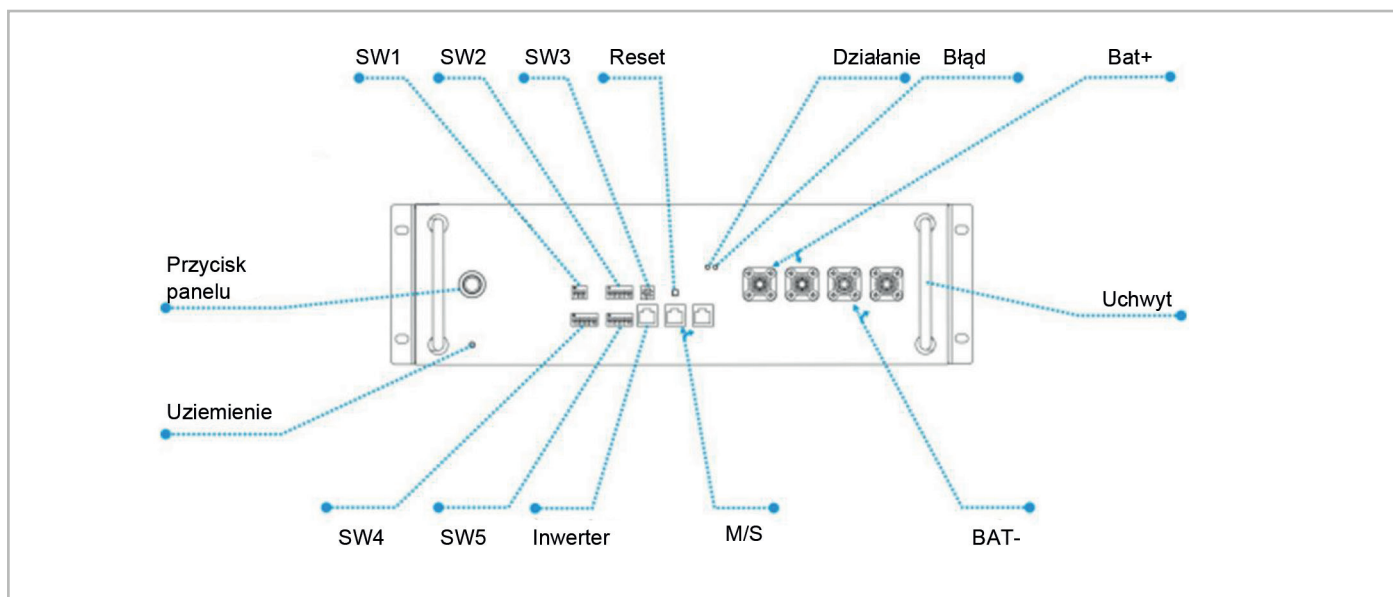 SW1
SW2
SW3
Reset
Działanie
Błąd
Bat+
Przycisk
panelu
Uchwyt
Uziemienie
SW4
SW5
Inwerter
M/S
BAT-